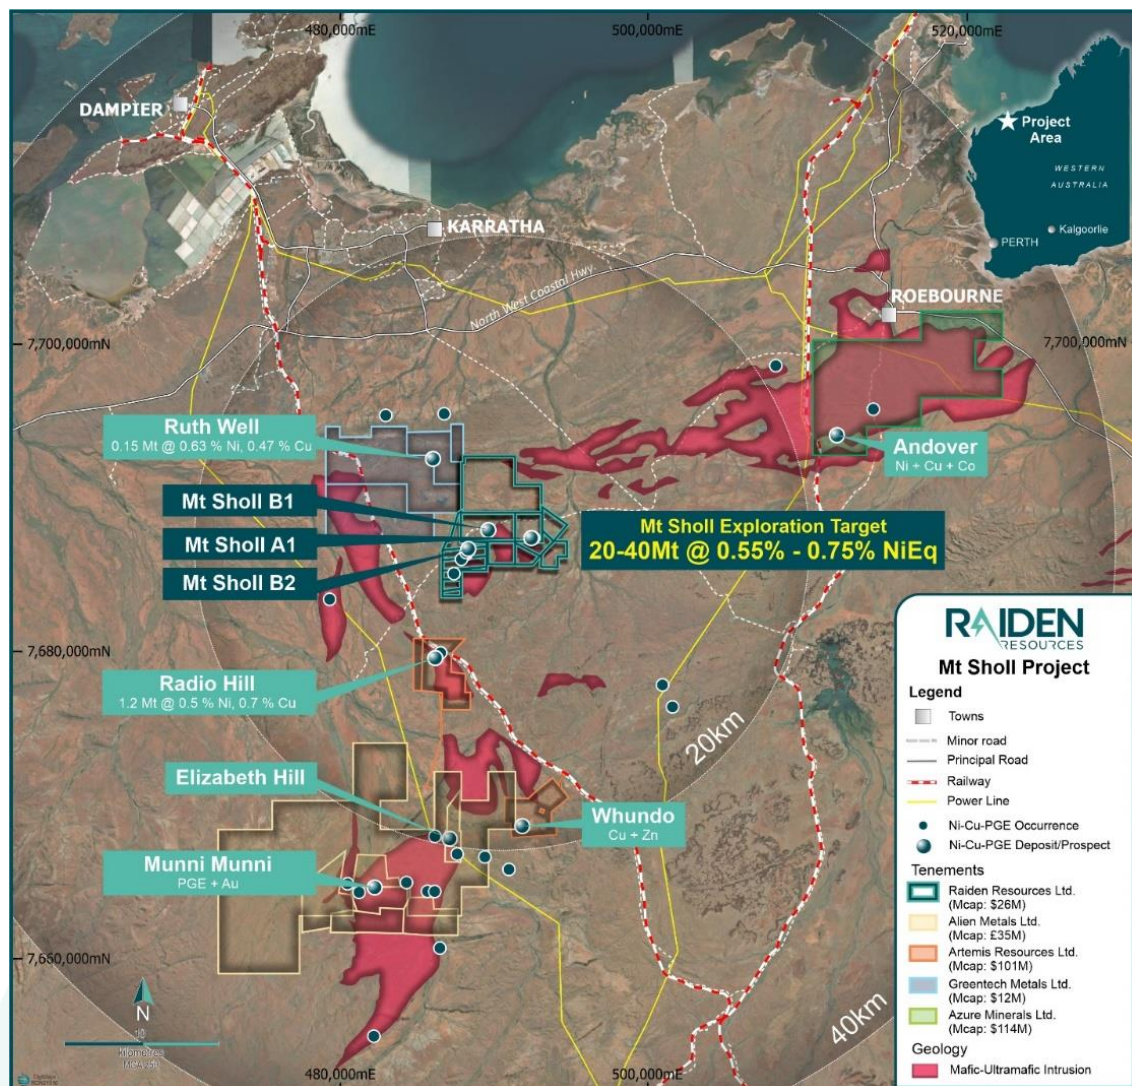 480,000mE
500,000mE
520,000mE
DAMPIER
KARRATHA
North West Coastal Hwy
ROEBOURNE
Project
Area
WESTERN
AUSTRALIA
Kalgoorlie
PERTH
7,700,000mN
7,700,000mN
Ruth Well
0.15 Mt @ 0.63 % Ni, 0.47 % Cu
Andover
Ni + Cu + Co
Mt Sholl B1
Mt Sholl A1
Mt Sholl B2
Mt Sholl Exploration Target
20-40Mt @ 0.55% - 0.75% NiEq
7,680,000mN
Radio Hill
1.2 Mt @ 0.5 % Ni, 0.7 % Cu
20km
Elizabeth Hill
Whundo
Cu + Zn
Munni Munni
PGE + Au
7,660,000mN
40km
N
10
kilometres
480,000mE
500,000mE
RAIDEN
RESOURCES
Mt Sholl Project
Legend
Towns
Minor road
Principal Road
Railway
Power Line
Ni-Cu-PGE Occurrence
Ni-Cu-PGE Deposit/Prospect
Tenements
Raiden Resources Ltd.
(Mcap: $26M)
Alien Metals Ltd.
(Mcap: £35M)
Artemis Resources Ltd.
(Mcap: $101M)
Greentech Metals Ltd.
(Mcap: $12M)
Azure Minerals Ltd.
(Mcap: $114M)
Geology
Mafic-Ultramafic Intrusion